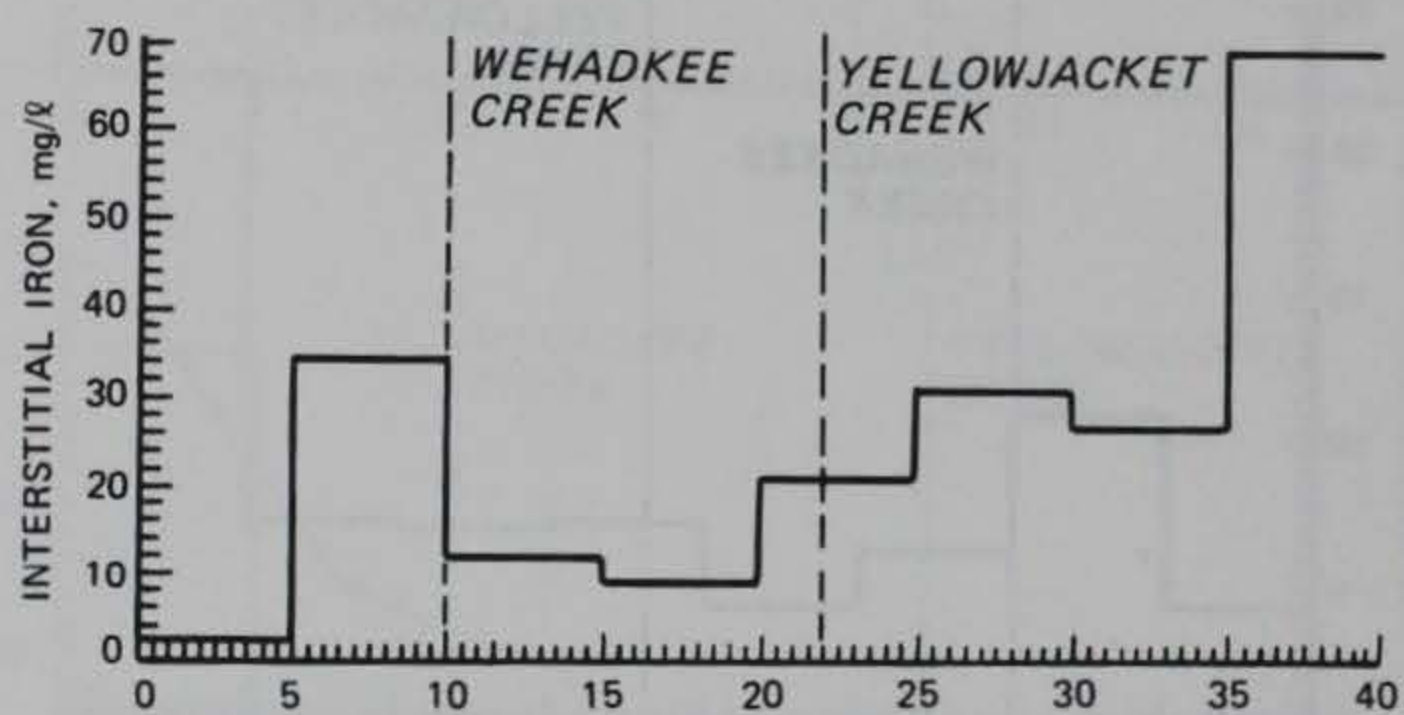 INTERSTITIAL IRON, mg/ℓ
70
60
50
40
30
20
10
0
WEHADKEE
CREEK
YELLOWJACKET
CREEK
0 5 10 15 20 25 30 35 40